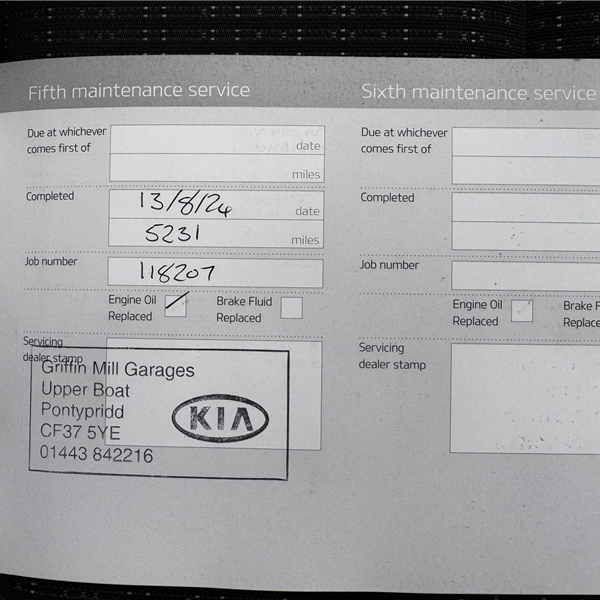 Fifth maintenance service
Due at whichever
comes first of
date
miles
Completed
13/8/24
date
5231
miles
Job number
118207
Engine Oil
Replaced
Brake Fluid
Replaced
Servicing
dealer stamp
Griffin Mill Garages
Upper Boat
Pontypridd
CF37 5YE
01443 842216
KIA
Sixth maintenance service
Due at whichever
comes first of
Completed
Job number
Engine Oil
Replaced
Brake F
Replace
Servicing
dealer stamp